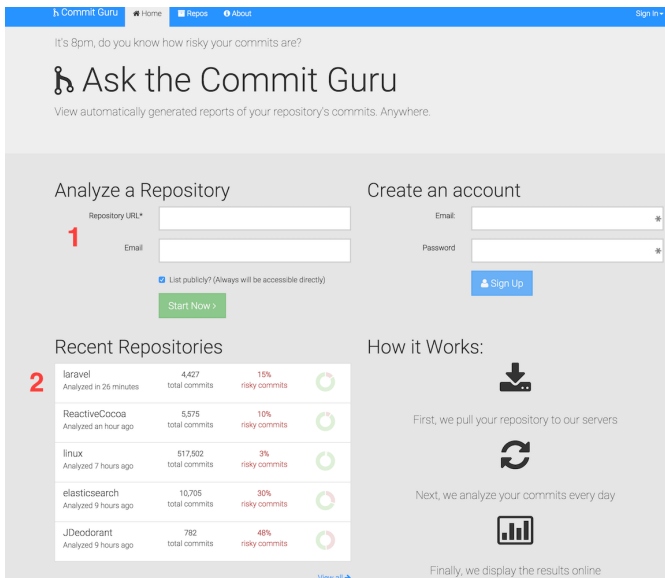 Commit Guru Home Repos About Sign In
It's 8pm, do you know how risky your commits are?
Ask the Commit Guru
View automatically generated reports of your repository's commits. Anywhere.
Analyze a Repository
1
Repository URL*
Email
List publicly? (Always will be accessible directly)
Start Now ›
Create an account
Email:
Password
Sign Up
Recent Repositories
2
laravel 4,427 15%
Analyzed in 26 minutes total commits risky commits
ReactiveCocoa 5,575 10%
Analyzed an hour ago total commits risky commits
linux 517,502 3%
Analyzed 7 hours ago total commits risky commits
elasticsearch 10,705 30%
Analyzed 9 hours ago total commits risky commits
JDeodorant 782 48%
Analyzed 9 hours ago total commits risky commits
View all
How it Works:
First, we pull your repository to our servers
Next, we analyze your commits every day
Finally, we display the results online